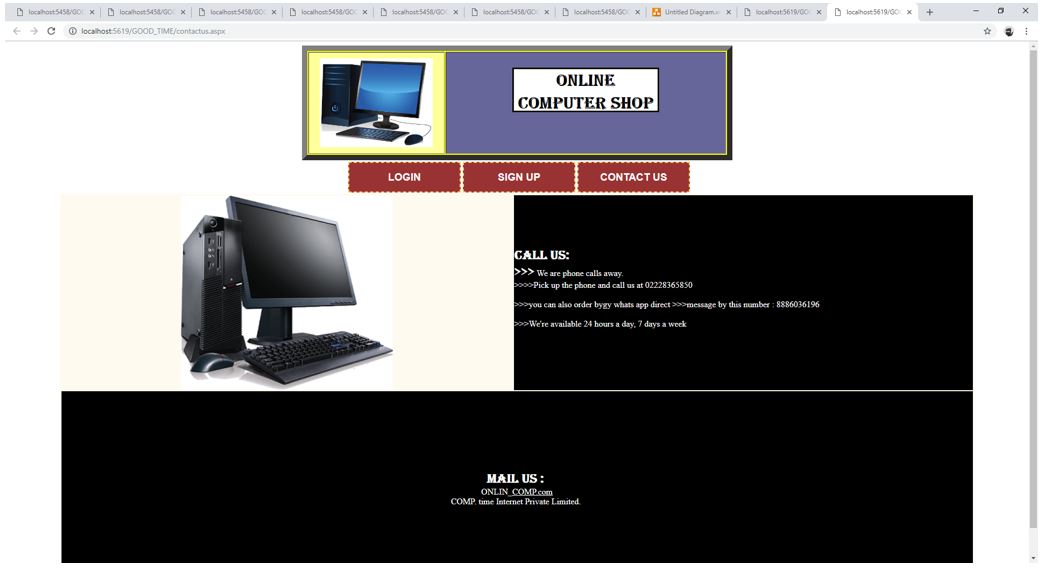 localhost:5458/GO
localhost:5458/GO
localhost:5458/GO
localhost:5458/GO
localhost:5458/GO
localhost:5458/GO
localhost:5458/GO
Untitled Diagram.x
localhost:5619/GO
localhost:5619/GO
localhost:5619/GOOD_TIME/contactus.aspx
ONLINE
COMPUTER SHOP
LOGIN SIGN UP CONTACT US
CALL US:
>>> We are phone calls away.
>>>>Pick up the phone and call us at 02228365850
>>>you can also order bygy whats app direct >>>message by this number : 8886036196
>>>We're available 24 hours a day, 7 days a week
MAIL US :
ONLIN_COMP.com
COMP. time Internet Private Limited.